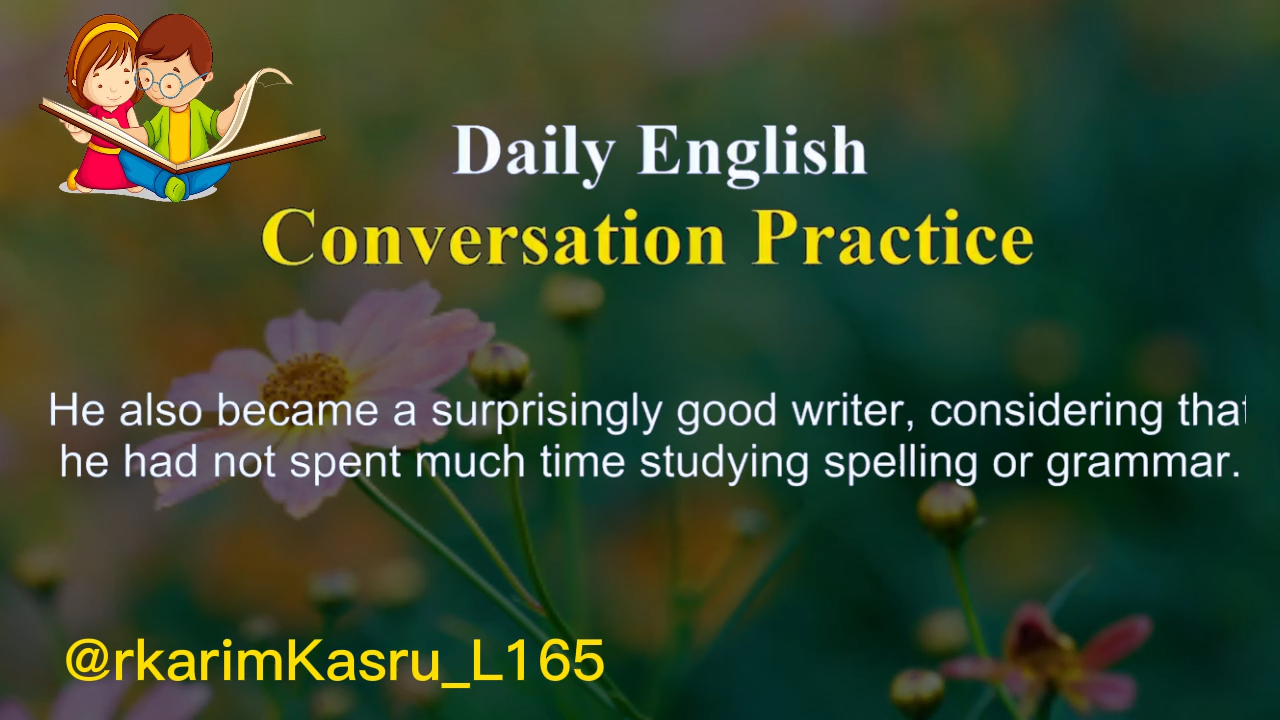 Daily English
Conversation Practice
He also became a surprisingly good writer, considering that
he had not spent much time studying spelling or grammar.
@rkarimKasru_L165